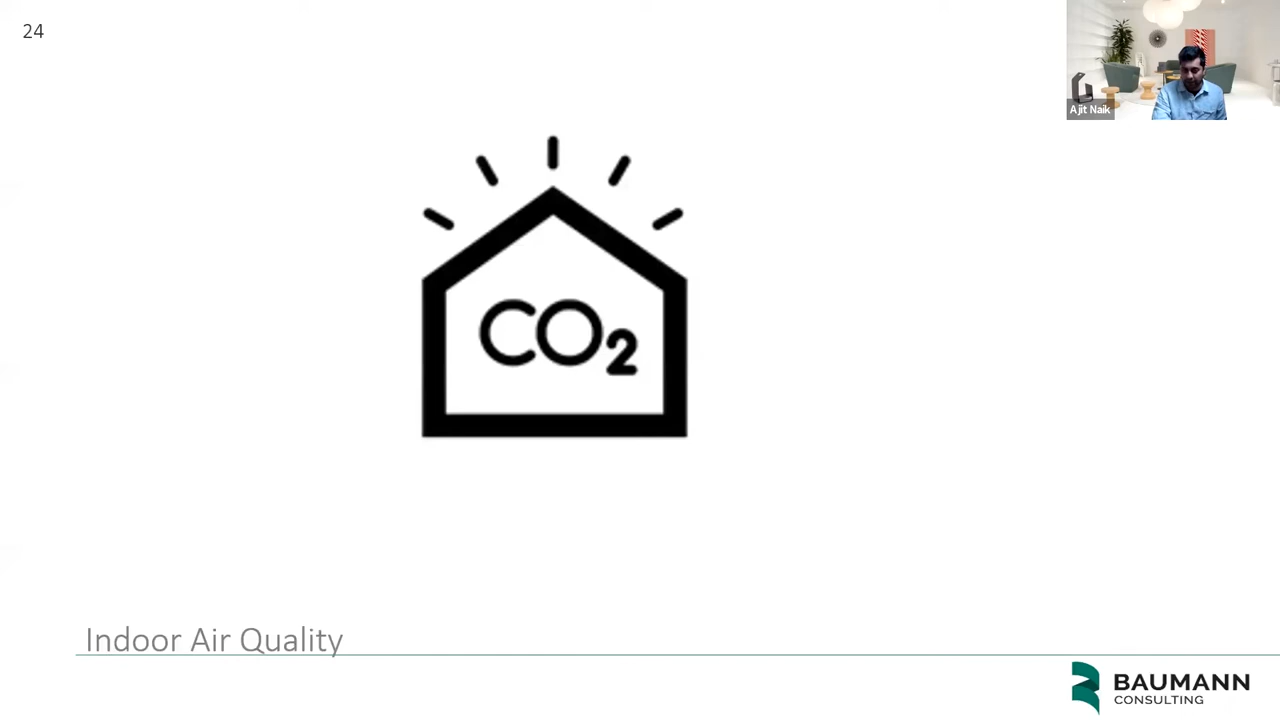 24
Ajit Naik
CO₂
Indoor Air Quality
BAUMANN
CONSULTING